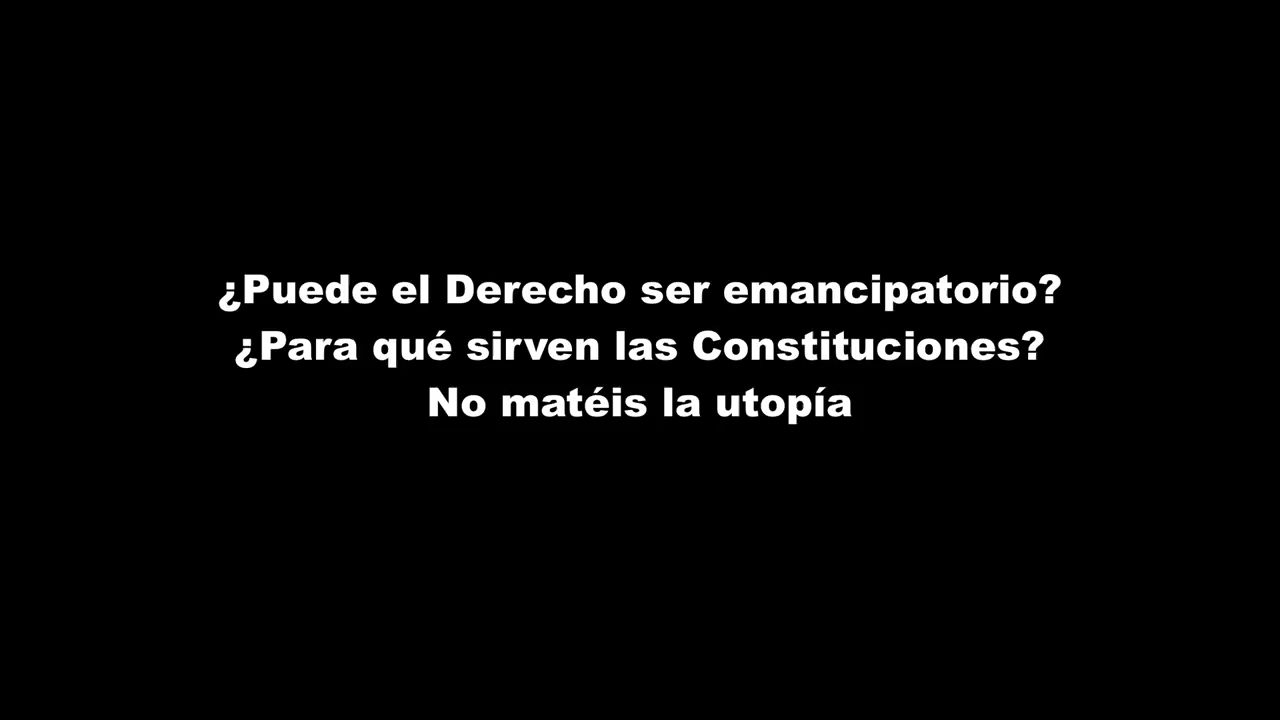 ¿Puede el Derecho ser emancipatorio?
¿Para qué sirven las Constituciones?
No matéis la utopía